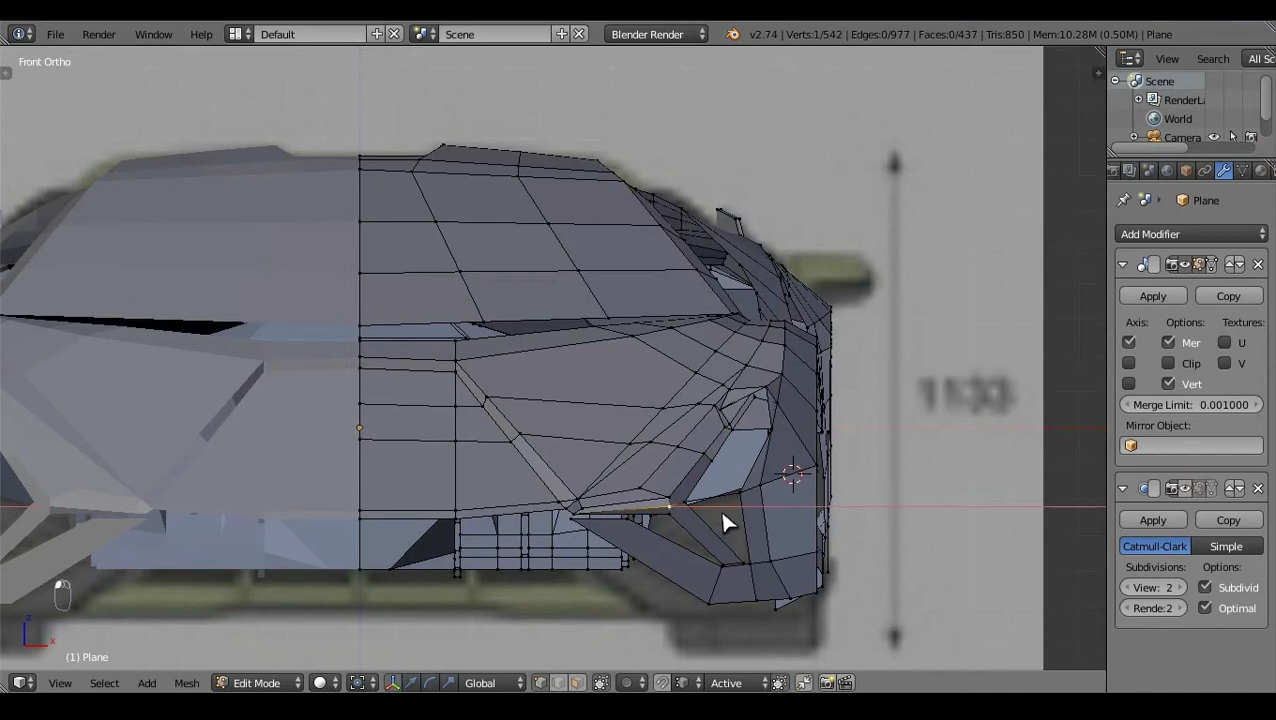 File Render Window Help Default Scene Blender Render v2.74 | Verts:1/542 | Edges:0/977 | Faces:0/437 | Tris:850 | Mem:10.28M (0.50M) | Plane
Front Ortho
View Search All Sc
Scene
RenderLa
World
Camera
Plane
Add Modifier
Apply Copy
Axis: Options: Textures:
Mer U
Clip V
Vert
Merge Limit: 0.001000
Mirror Object:
Apply Copy
Catmull-Clark Simple
Subdivisions: Options:
View: 2 Subdivid
Rende:2 Optimal
z
x
(1) Plane
View Select Add Mesh Edit Mode Global Active